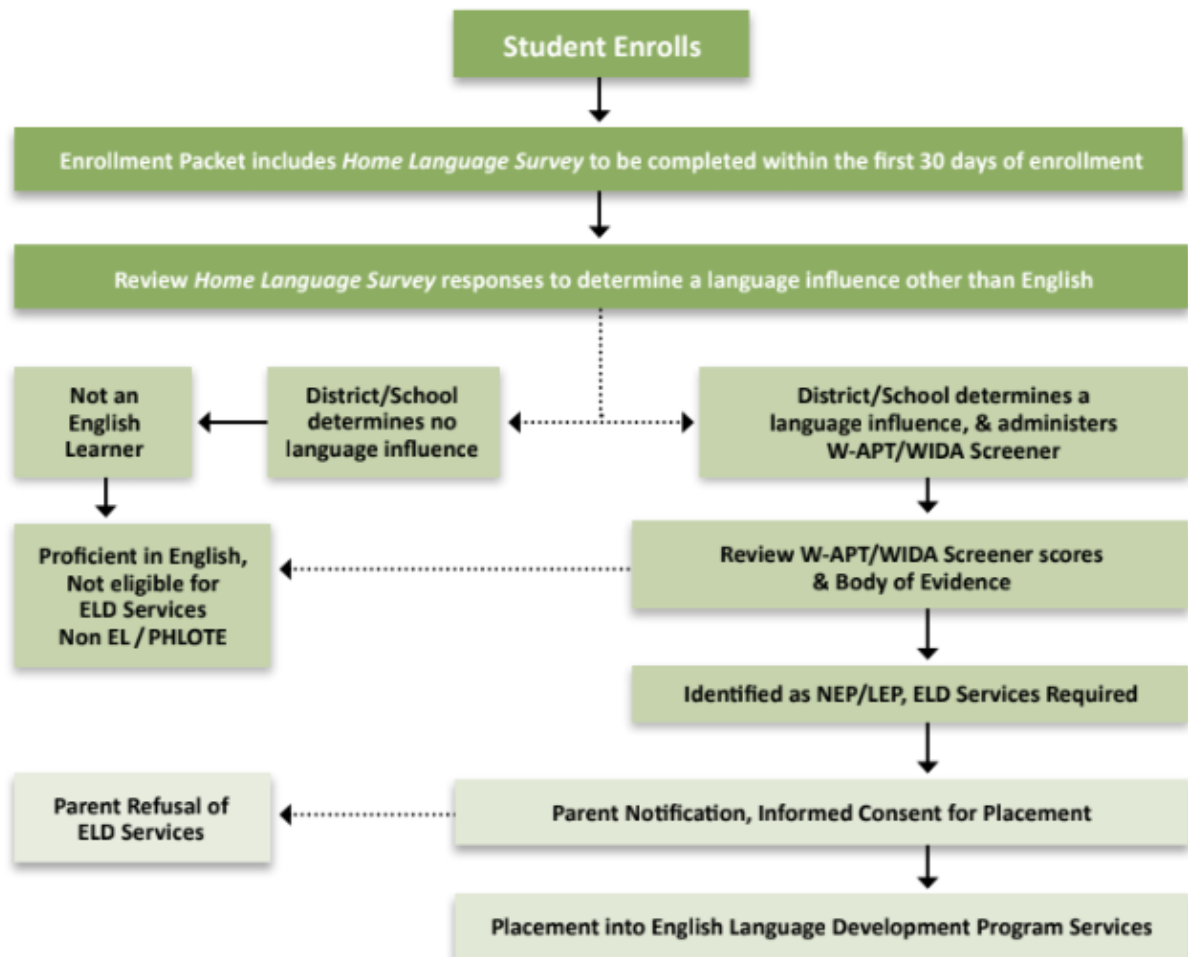 Student Enrolls
Enrollment Packet includes Home Language Survey to be completed within the first 30 days of enrollment
Review Home Language Survey responses to determine a language influence other than English
Not an
English
Learner
District/School
determines no
language influence
District/School determines a
language influence, & administers
W-APT/WIDA Screener
Proficient in English,
Not eligible for
ELD Services
Non EL / PHLOTE
Review W-APT/WIDA Screener scores
& Body of Evidence
Identified as NEP/LEP, ELD Services Required
Parent Refusal of
ELD Services
Parent Notification, Informed Consent for Placement
Placement into English Language Development Program Services